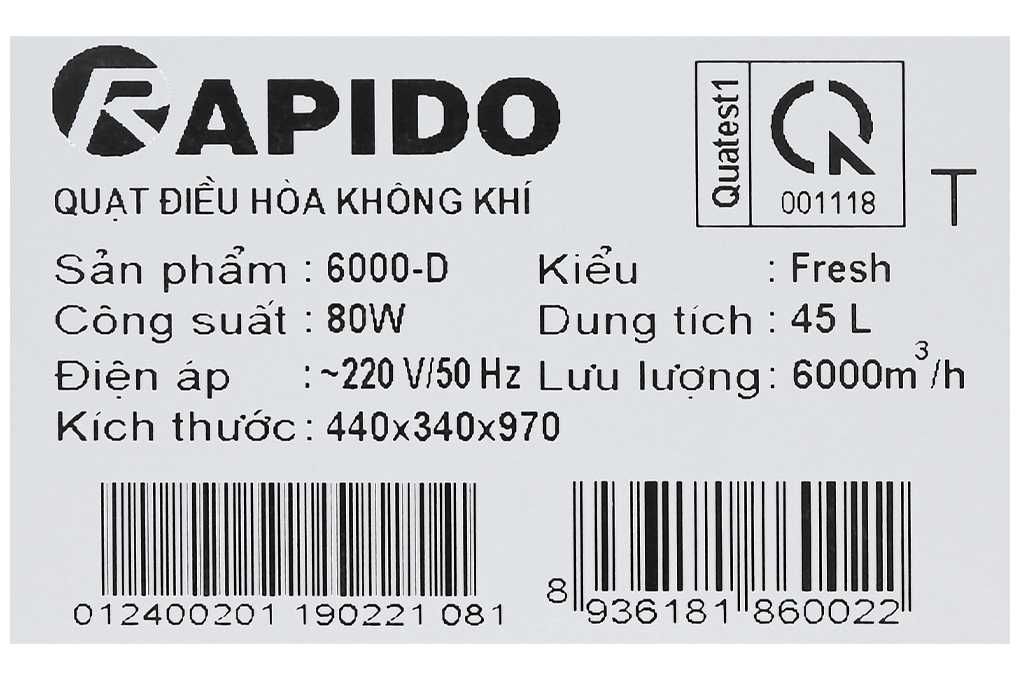 RAPIDO
QUẠT ĐIỀU HÒA KHÔNG KHÍ
Quatest1
001118
T
Sản phẩm : 6000-D Kiểu : Fresh
Công suất : 80W Dung tích : 45 L
Điện áp : ~220 V/50 Hz Lưu lượng: 6000m³/h
Kích thước : 440x340x970
012400201 190221 081
8 936181 860022